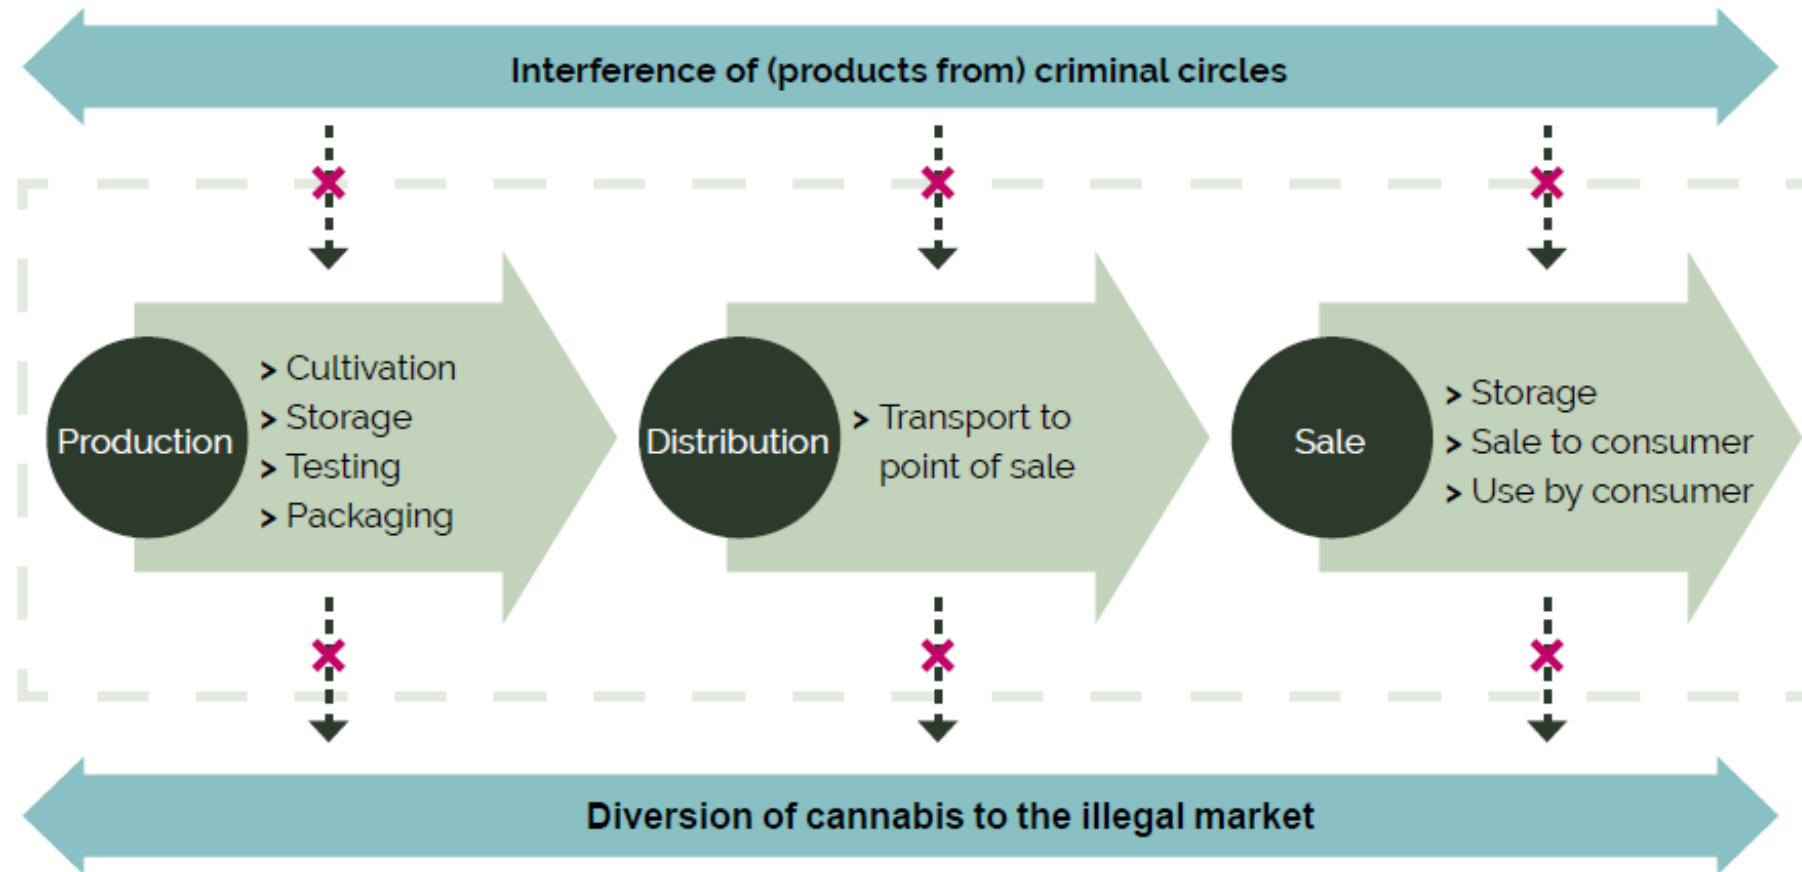 Interference of (products from) criminal circles
Production
> Cultivation
> Storage
> Testing
> Packaging
Distribution
> Transport to
point of sale
Sale
> Storage
> Sale to consumer
> Use by consumer
Diversion of cannabis to the illegal market